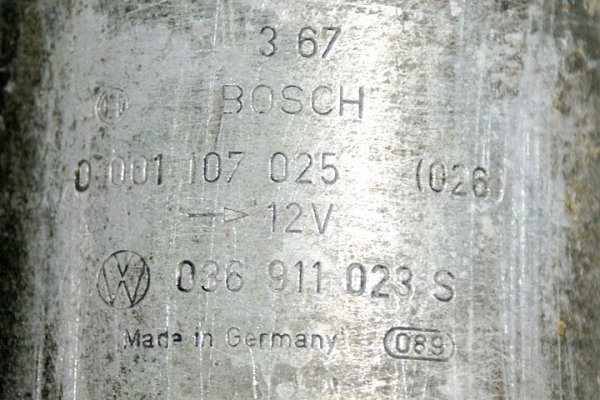 3 67
BOSCH
0 001 107 025 (026)
12V
036 911 023 S
Made in Germany 089